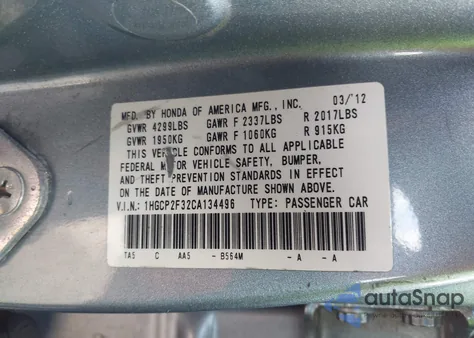 MFD. BY HONDA OF AMERICA MFG., INC. 03/'12
GVWR 4299LBS GAWR F 2337LBS R 2017LBS
GVWR 1950KG GAWR F 1060KG R 915KG
THIS VEHICLE CONFORMS TO ALL APPLICABLE
FEDERAL MOTOR VEHICLE SAFETY, BUMPER,
AND THEFT PREVENTION STANDARDS IN EFFECT
ON THE DATE OF MANUFACTURE SHOWN ABOVE.
V.I.N.: 1HGCP2F32CA134496 TYPE: PASSENGER CAR
TA5 C AA5 - B564M - A - A
autoSnap